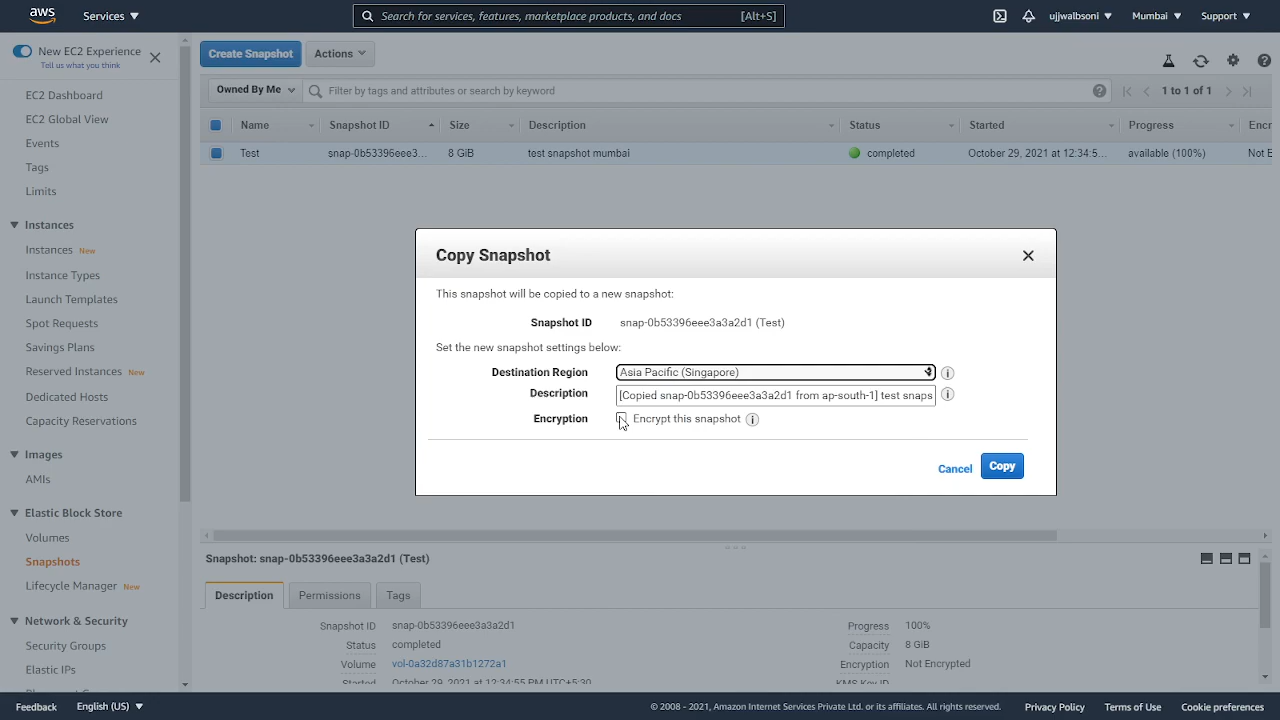 aws Services Search for services, features, marketplace products, and docs [Alt+S] ujjwalbsoni Mumbai Support
New EC2 Experience
Tell us what you think
EC2 Dashboard
EC2 Global View
Events
Tags
Limits
Instances
Instances New
Instance Types
Launch Templates
Spot Requests
Savings Plans
Reserved Instances New
Dedicated Hosts
Capacity Reservations
Images
AMIs
Elastic Block Store
Volumes
Snapshots
Lifecycle Manager New
Network & Security
Security Groups
Elastic IPs
Create Snapshot Actions
Owned By Me Filter by tags and attributes or search by keyword 1 to 1 of 1
Name Snapshot ID Size Description Status Started Progress Encr
Test snap-0b53396eee3... 8 GiB test snapshot mumbai completed October 29, 2021 at 12:34:5... available (100%) Not E
Copy Snapshot
This snapshot will be copied to a new snapshot:
Snapshot ID snap-0b53396eee3a3a2d1 (Test)
Set the new snapshot settings below:
Destination Region Asia Pacific (Singapore)
Description [Copied snap-0b53396eee3a3a2d1 from ap-south-1] test snaps
Encryption Encrypt this snapshot
Cancel Copy
Snapshot: snap-0b53396eee3a3a2d1 (Test)
Description Permissions Tags
Snapshot ID snap-0b53396eee3a3a2d1 Progress 100%
Status completed Capacity 8 GiB
Volume vol-0a32d87a31b1272a1 Encryption Not Encrypted
Started October 29, 2021 at 12:34:55 PM UTC+5:30 KMS Key ID
Feedback English (US) © 2008 - 2021, Amazon Internet Services Private Ltd. or its affiliates. All rights reserved. Privacy Policy Terms of Use Cookie preferences